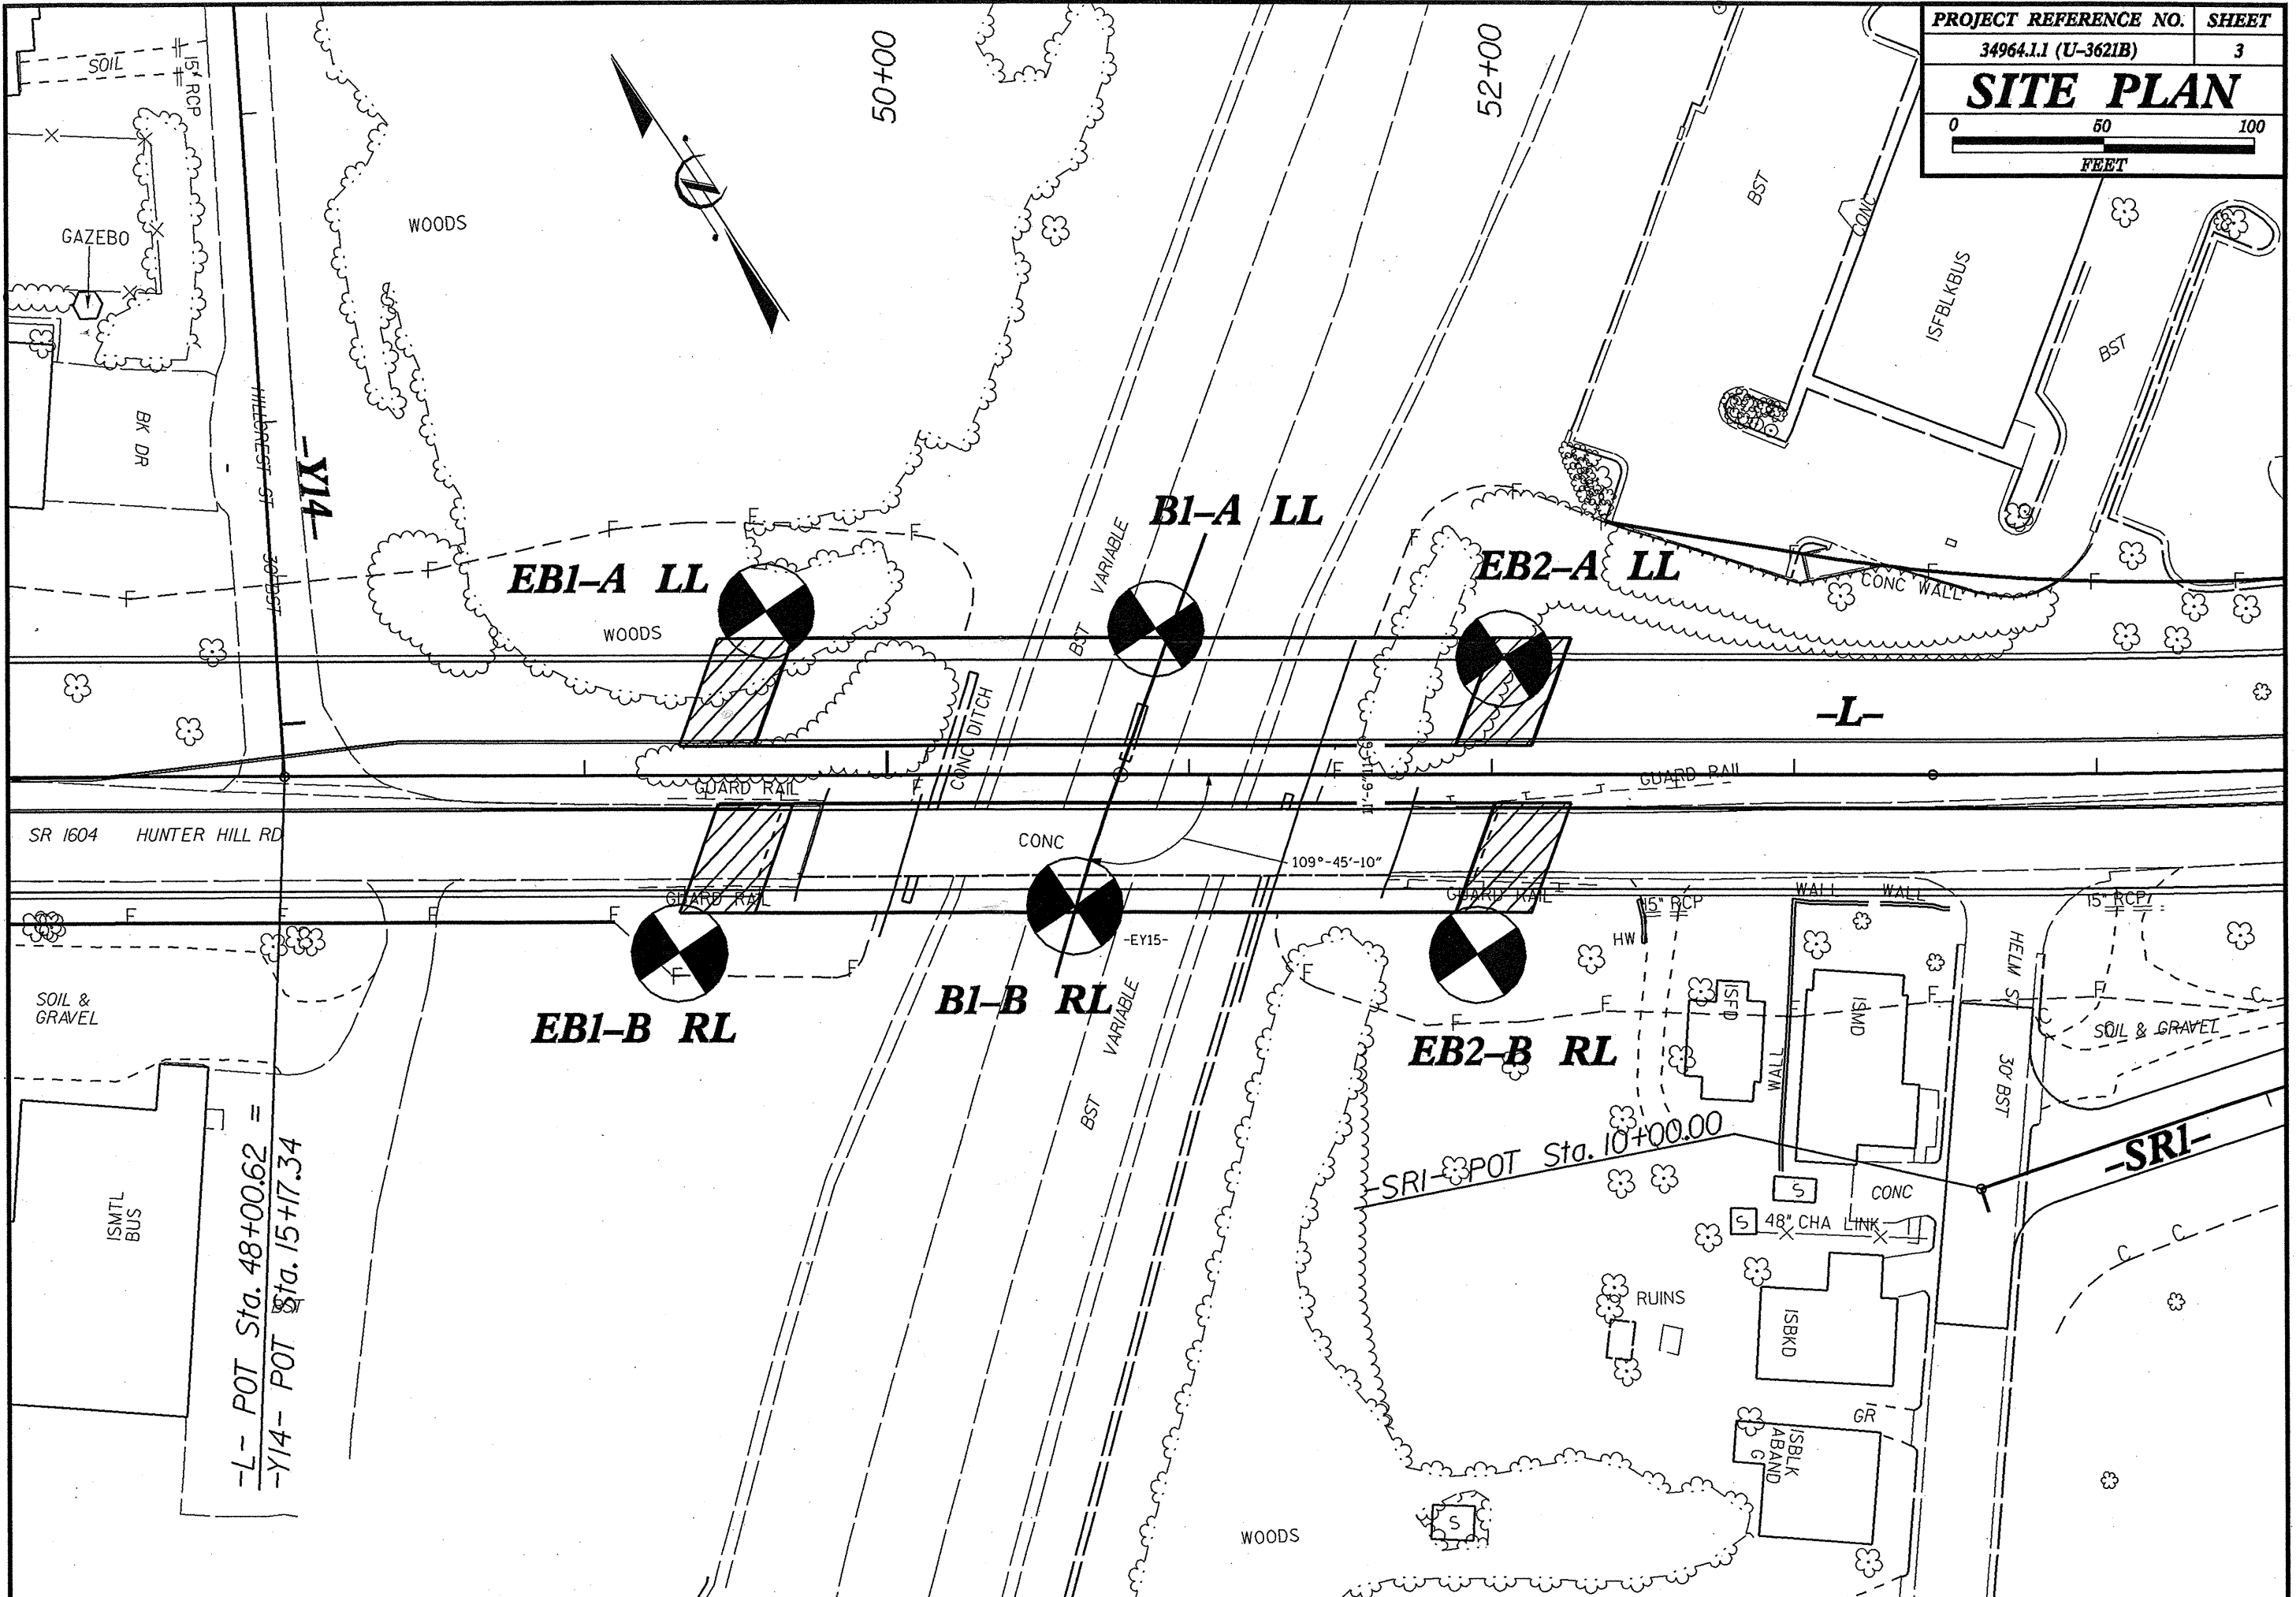 PROJECT REFERENCE NO. SHEET
34964.1.1 (U-3621B) 3
SITE PLAN
0 50 100
FEET
50+00
52+00
SOIL
15" RCP
GAZEBO
WOODS
BK DR
HILLCREST ST
30' BST
-Y14-
N
BST
CONC
ISFBLKBUS
BST
B1-A LL
EB1-A LL
EB2-A LL
VARIABLE
BST
WOODS
CONC WALL
F F F F F F F F F F
-L-
CONC DITCH
GUARD RAIL
GUARD RAIL
SR 1604 HUNTER HILL RD
CONC
109°-45'-10"
GUARD RAIL
GUARD RAIL
15" RCP
WALL WALL
15" RCP
HW
-EY15-
HELM ST
SOIL &
GRAVEL
EB1-B RL
B1-B RL
EB2-B RL
VARIABLE
BST
ISFD
ISMD
WALL
30' BST
SOIL & GRAVEL
F F F F F F F F F F F
C C
-SR1- POT Sta. 10+00.00
-SR1-
S
CONC
S
48" CHA LINK
C C
ISMTL
BUS
-L- POT Sta. 48+00.62 =
-Y14- POT Sta. 15+17.34
BST
RUINS
ISBKD
GR
ISBLK
ABAND
G
S
WOODS